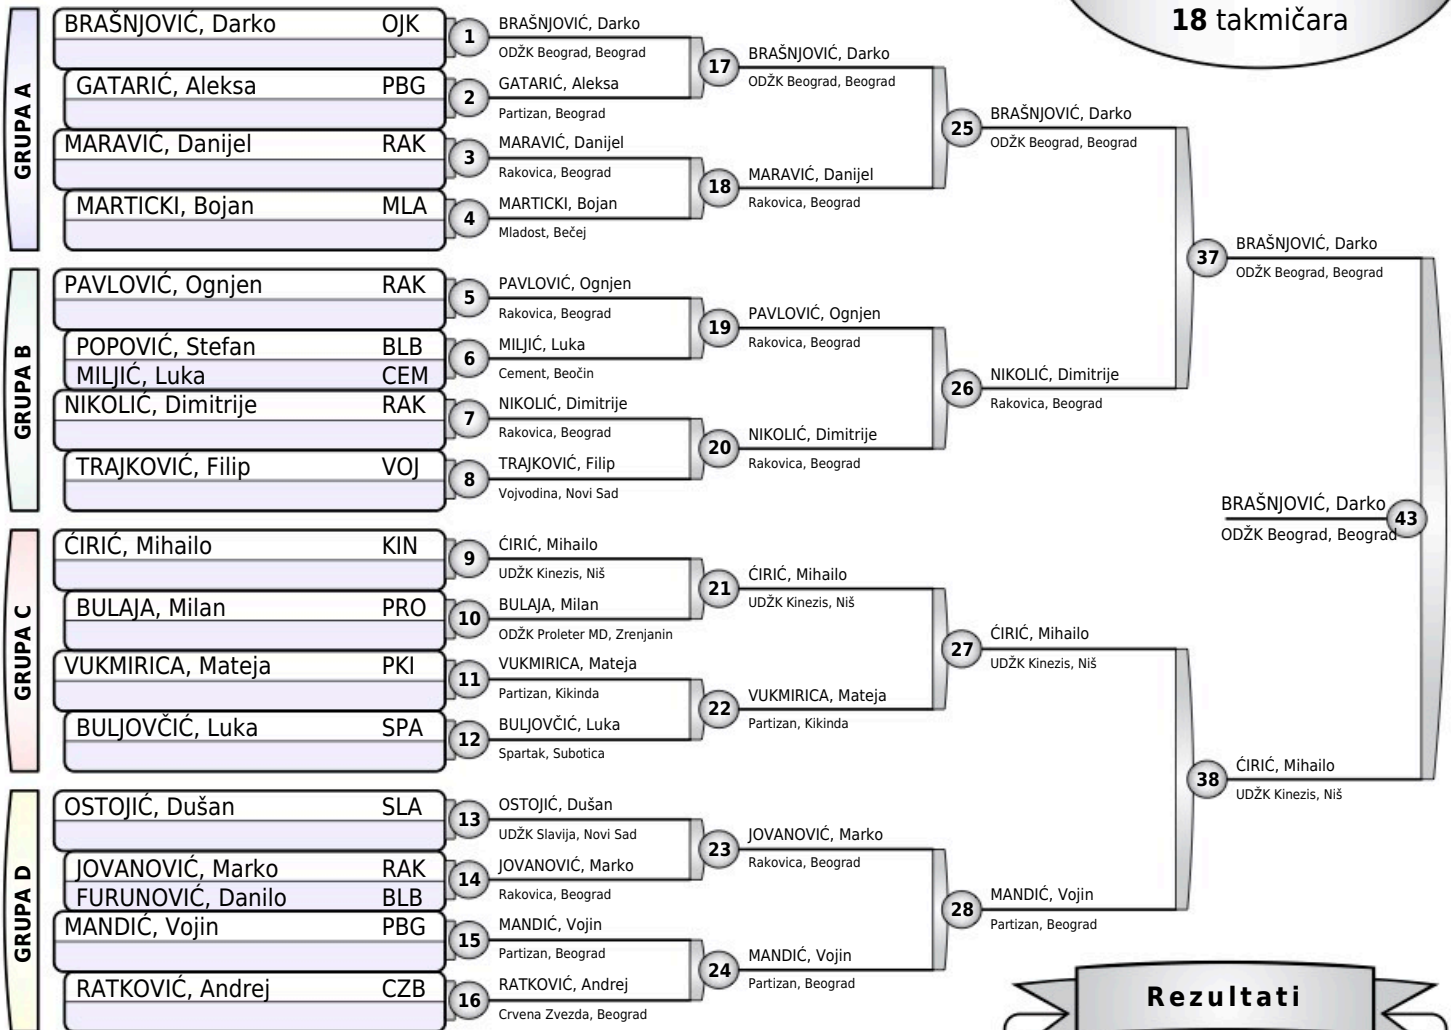 18 takmičara
GRUPA A
BRAŠNJOVIĆ, Darko OJK
GATARIĆ, Aleksa PBG
MARAVIĆ, Danijel RAK
MARTICKI, Bojan MLA
GRUPA B
PAVLOVIĆ, Ognjen RAK
POPOVIĆ, Stefan BLB
MILJIĆ, Luka CEM
NIKOLIĆ, Dimitrije RAK
TRAJKOVIĆ, Filip VOJ
GRUPA C
ĆIRIĆ, Mihailo KIN
BULAJA, Milan PRO
VUKMIRICA, Mateja PKI
BULJOVČIĆ, Luka SPA
GRUPA D
OSTOJIĆ, Dušan SLA
JOVANOVIĆ, Marko RAK
FURUNOVIĆ, Danilo BLB
MANDIĆ, Vojin PBG
RATKOVIĆ, Andrej CZB
1 BRAŠNJOVIĆ, Darko
ODŽK Beograd, Beograd
2 GATARIĆ, Aleksa
Partizan, Beograd
3 MARAVIĆ, Danijel
Rakovica, Beograd
4 MARTICKI, Bojan
Mladost, Bečej
5 PAVLOVIĆ, Ognjen
Rakovica, Beograd
6 MILJIĆ, Luka
Cement, Beočin
7 NIKOLIĆ, Dimitrije
Rakovica, Beograd
8 TRAJKOVIĆ, Filip
Vojvodina, Novi Sad
9 ĆIRIĆ, Mihailo
UDŽK Kinezis, Niš
10 BULAJA, Milan
ODŽK Proleter MD, Zrenjanin
11 VUKMIRICA, Mateja
Partizan, Kikinda
12 BULJOVČIĆ, Luka
Spartak, Subotica
13 OSTOJIĆ, Dušan
UDŽK Slavija, Novi Sad
14 JOVANOVIĆ, Marko
Rakovica, Beograd
15 MANDIĆ, Vojin
Partizan, Beograd
16 RATKOVIĆ, Andrej
Crvena Zvezda, Beograd
17 BRAŠNJOVIĆ, Darko
ODŽK Beograd, Beograd
18 MARAVIĆ, Danijel
Rakovica, Beograd
19 PAVLOVIĆ, Ognjen
Rakovica, Beograd
20 NIKOLIĆ, Dimitrije
Rakovica, Beograd
21 ĆIRIĆ, Mihailo
UDŽK Kinezis, Niš
22 VUKMIRICA, Mateja
Partizan, Kikinda
23 JOVANOVIĆ, Marko
Rakovica, Beograd
24 MANDIĆ, Vojin
Partizan, Beograd
25 BRAŠNJOVIĆ, Darko
ODŽK Beograd, Beograd
26 NIKOLIĆ, Dimitrije
Rakovica, Beograd
27 ĆIRIĆ, Mihailo
UDŽK Kinezis, Niš
28 MANDIĆ, Vojin
Partizan, Beograd
37 BRAŠNJOVIĆ, Darko
ODŽK Beograd, Beograd
38 ĆIRIĆ, Mihailo
UDŽK Kinezis, Niš
BRAŠNJOVIĆ, Darko 43
ODŽK Beograd, Beograd
Rezultati